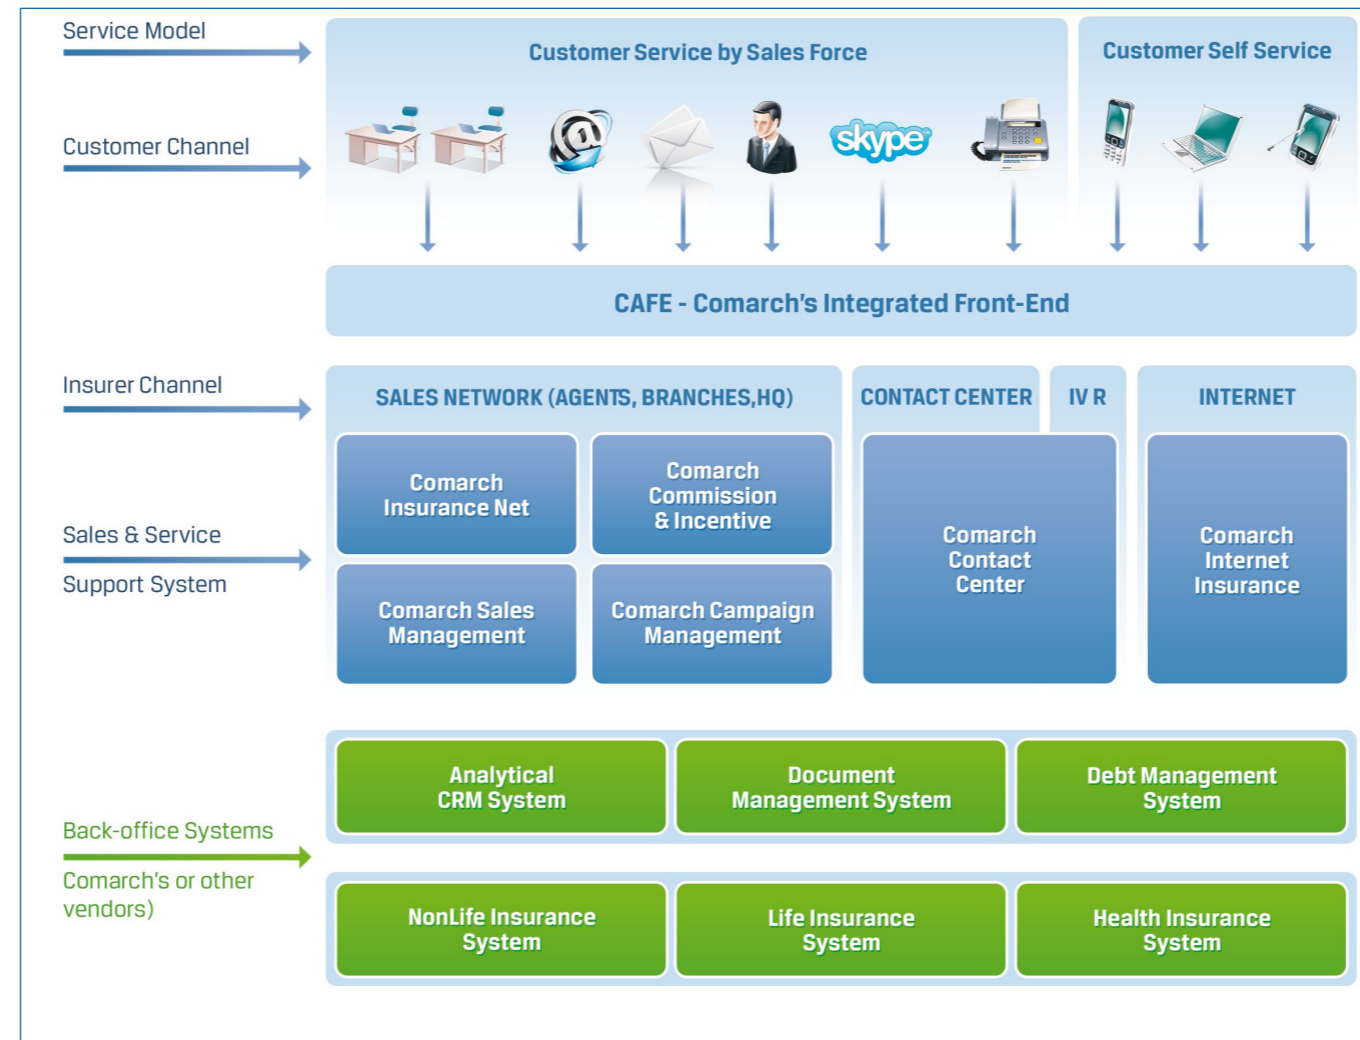 Service Model
Customer Service by Sales Force
Customer Self Service
Customer Channel
@
skype
CAFE - Comarch's Integrated Front-End
Insurer Channel
SALES NETWORK (AGENTS, BRANCHES,HQ)
CONTACT CENTER
IV R
INTERNET
Sales & Service
Support System
Comarch
Insurance Net
Comarch
Commission
& Incentive
Comarch Sales
Management
Comarch Campaign
Management
Comarch
Contact
Center
Comarch
Internet
Insurance
Back-office Systems
Comarch's or other
vendors)
Analytical
CRM System
Document
Management System
Debt Management
System
NonLife Insurance
System
Life Insurance
System
Health Insurance
System